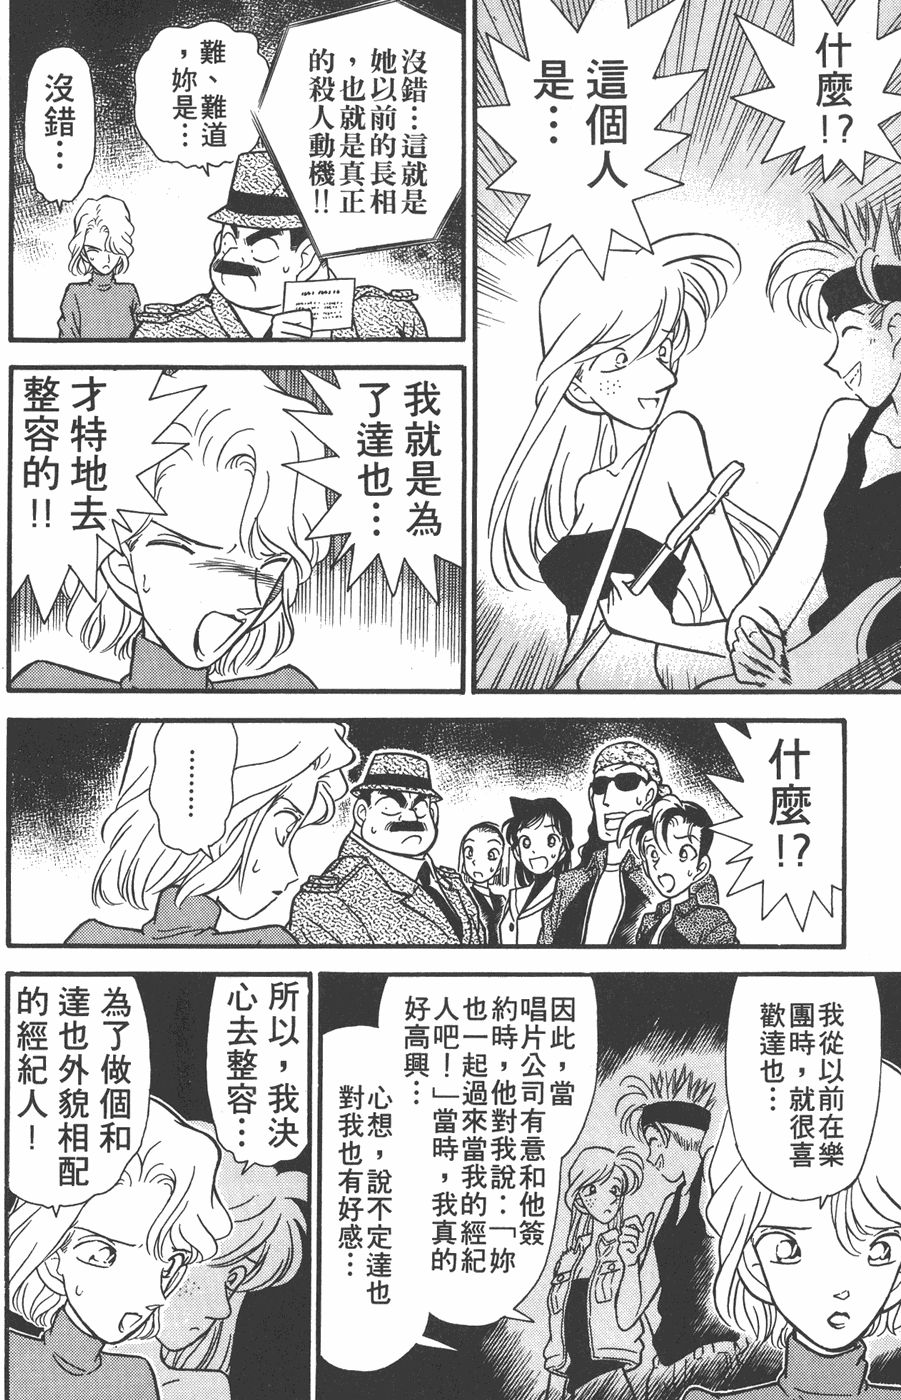 什麼!?
這個人
是…
沒錯…這就是
她以前的長相
，也就是真正
的殺人動機!!
難、難道
，妳是…
沒錯…
我就是為
了達也…
才特地去
整容的!!
什麼!?
………
我從以前在樂
團時，就很喜
歡達也…
因此，當
唱片公司有意和他簽
約時，他對我說：「妳
也一起過來當我的經紀
人吧！」當時，我真的
好高興…
心想，說不定達也
對我也有好感…
所以，我決
心去整容…
為了做個和
達也外貌相配
的經紀人！